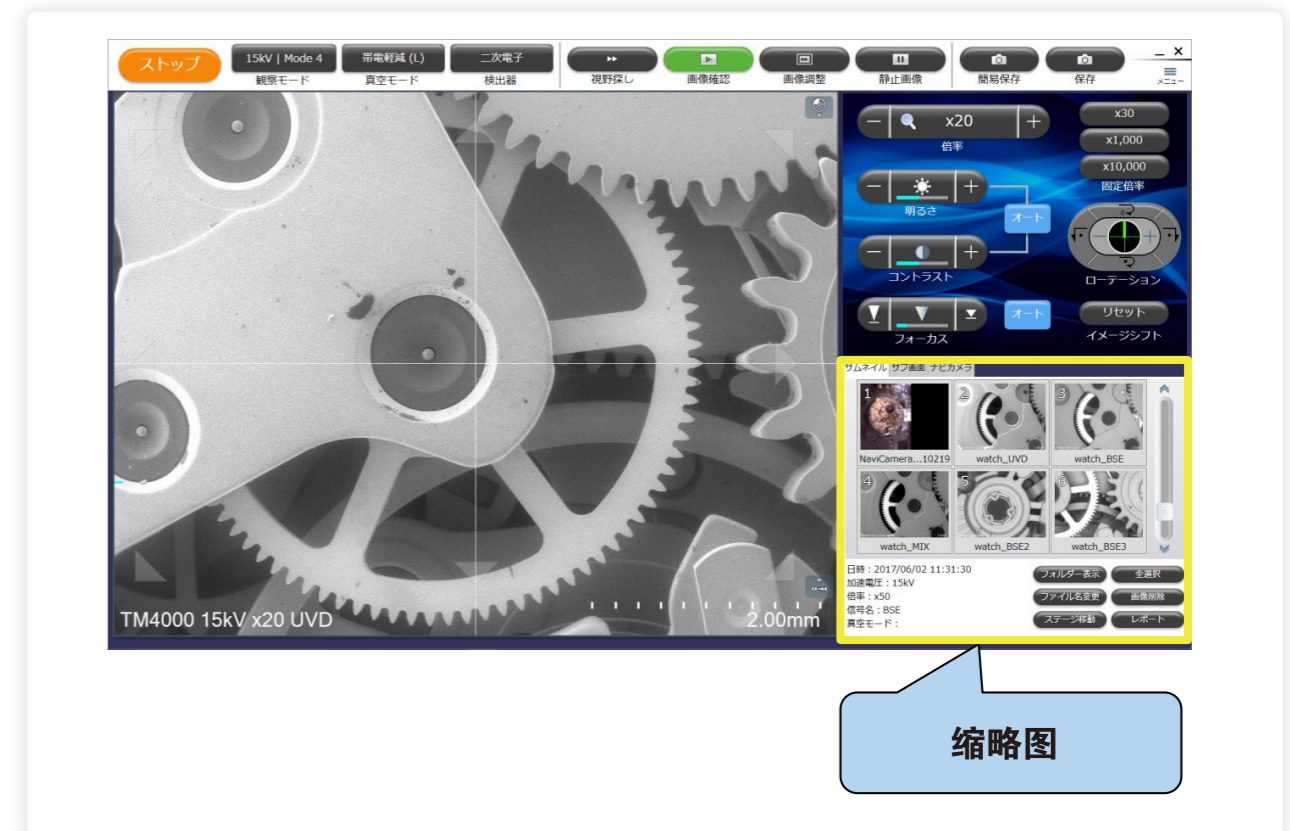 ストップ
15kV | Mode 4
観察モード
帯電軽減 (L)
真空モード
二次電子
検出器
視野探し
画像確認
画像調整
静止画像
簡易保存
保存
メニュー
x20
倍率
x30
x1,000
x10,000
固定倍率
明るさ
オート
コントラスト
ローテーション
フォーカス
オート
リセット
イメージシフト
TM4000 15kV x20 UVD
2.00mm
サムネイル サブ画面 ナビカメラ
1
NaviCamera...10219
2
watch_UVD
3
watch_BSE
4
watch_MIX
5
watch_BSE2
6
watch_BSE3
日時：2017/06/02 11:31:30
加速電圧：15kV
倍率：x50
信号名：BSE
真空モード：
フォルダー表示
全選択
ファイル名変更
画像削除
ステージ移動
レポート
缩略图